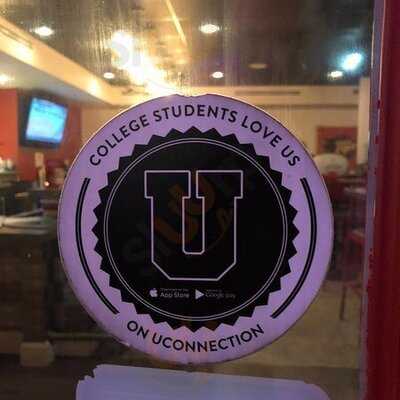 COLLEGE STUDENTS LOVE US
U
App Store
Google play
ON UCONNECTION